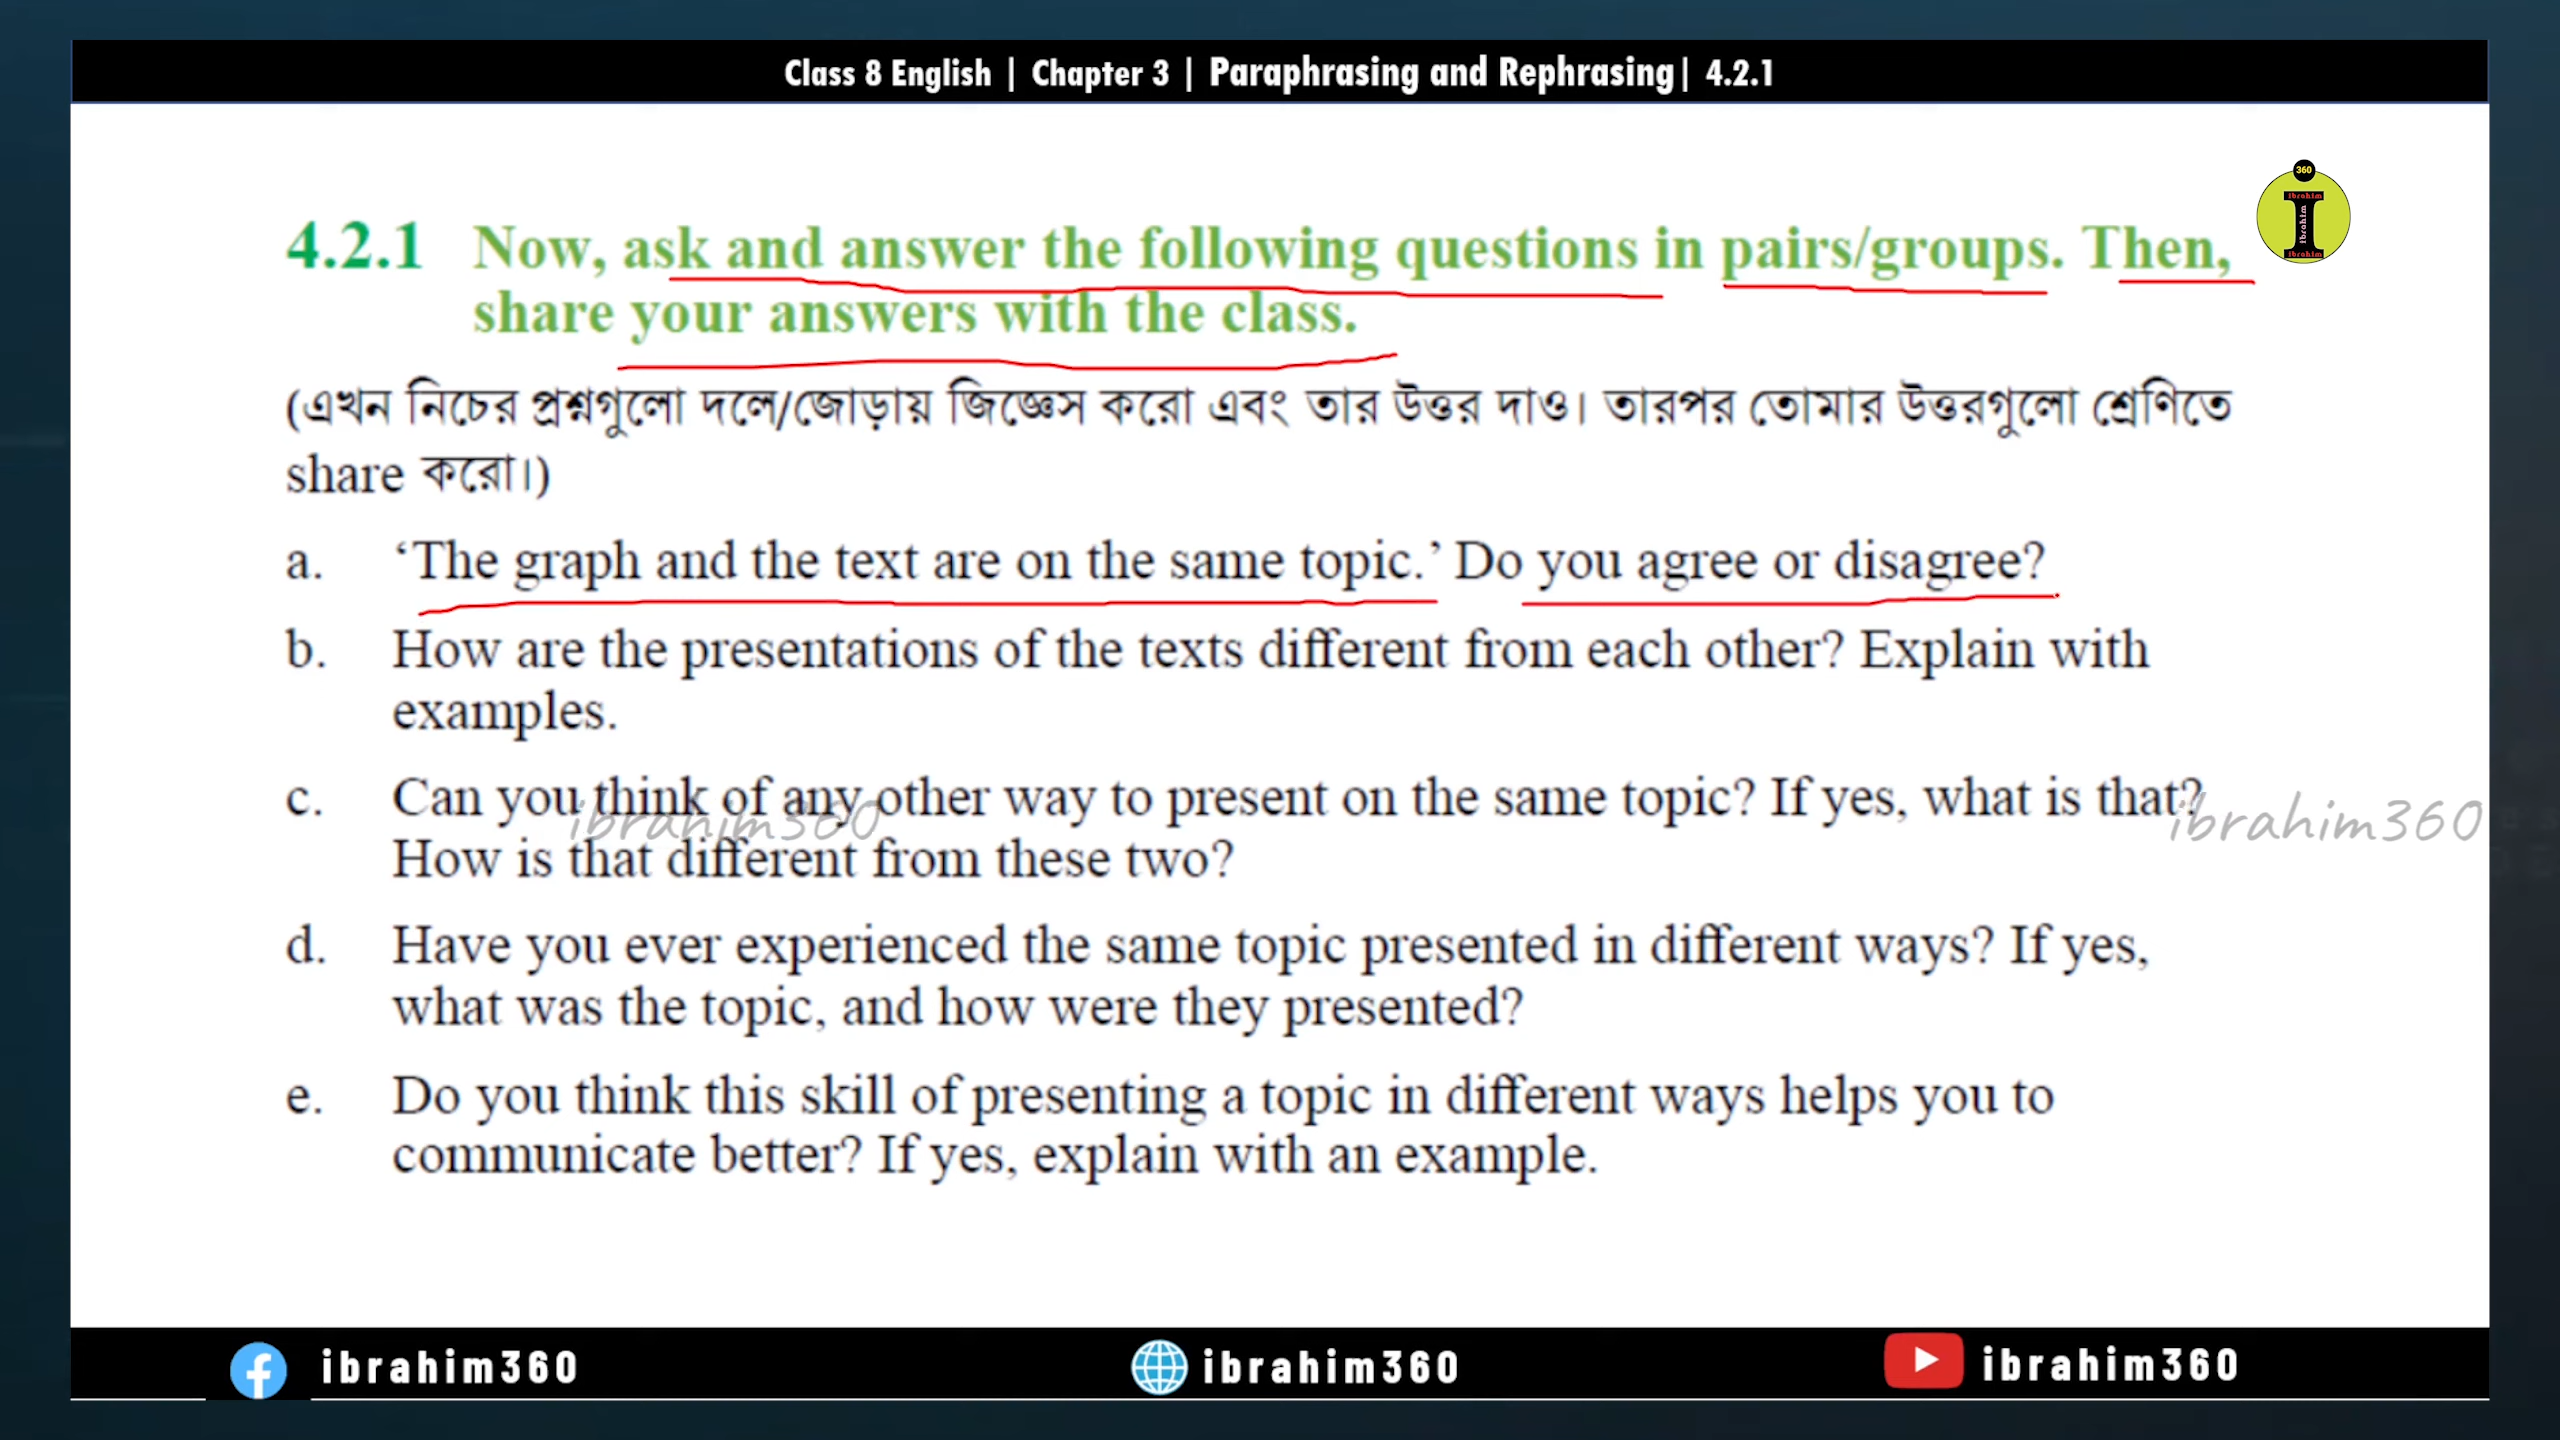 Class 8 English | Chapter 3 | Paraphrasing and Rephrasing| 4.2.1
360
ibrahim
ibrahim
ibrahim
4.2.1 Now, ask and answer the following questions in pairs/groups. Then,
share your answers with the class.
(এখন নিচের প্রশ্নগুলো দলে/জোড়ায় জিজ্ঞেস করো এবং তার উত্তর দাও। তারপর তোমার উত্তরগুলো শ্রেণিতে
share করো।)
a. ‘The graph and the text are on the same topic.’ Do you agree or disagree?
b. How are the presentations of the texts different from each other? Explain with
examples.
c. Can you think of any other way to present on the same topic? If yes, what is that?
How is that different from these two?
ibrahim360
ibrahim360
d. Have you ever experienced the same topic presented in different ways? If yes,
what was the topic, and how were they presented?
e. Do you think this skill of presenting a topic in different ways helps you to
communicate better? If yes, explain with an example.
ibrahim360
ibrahim360
ibrahim360